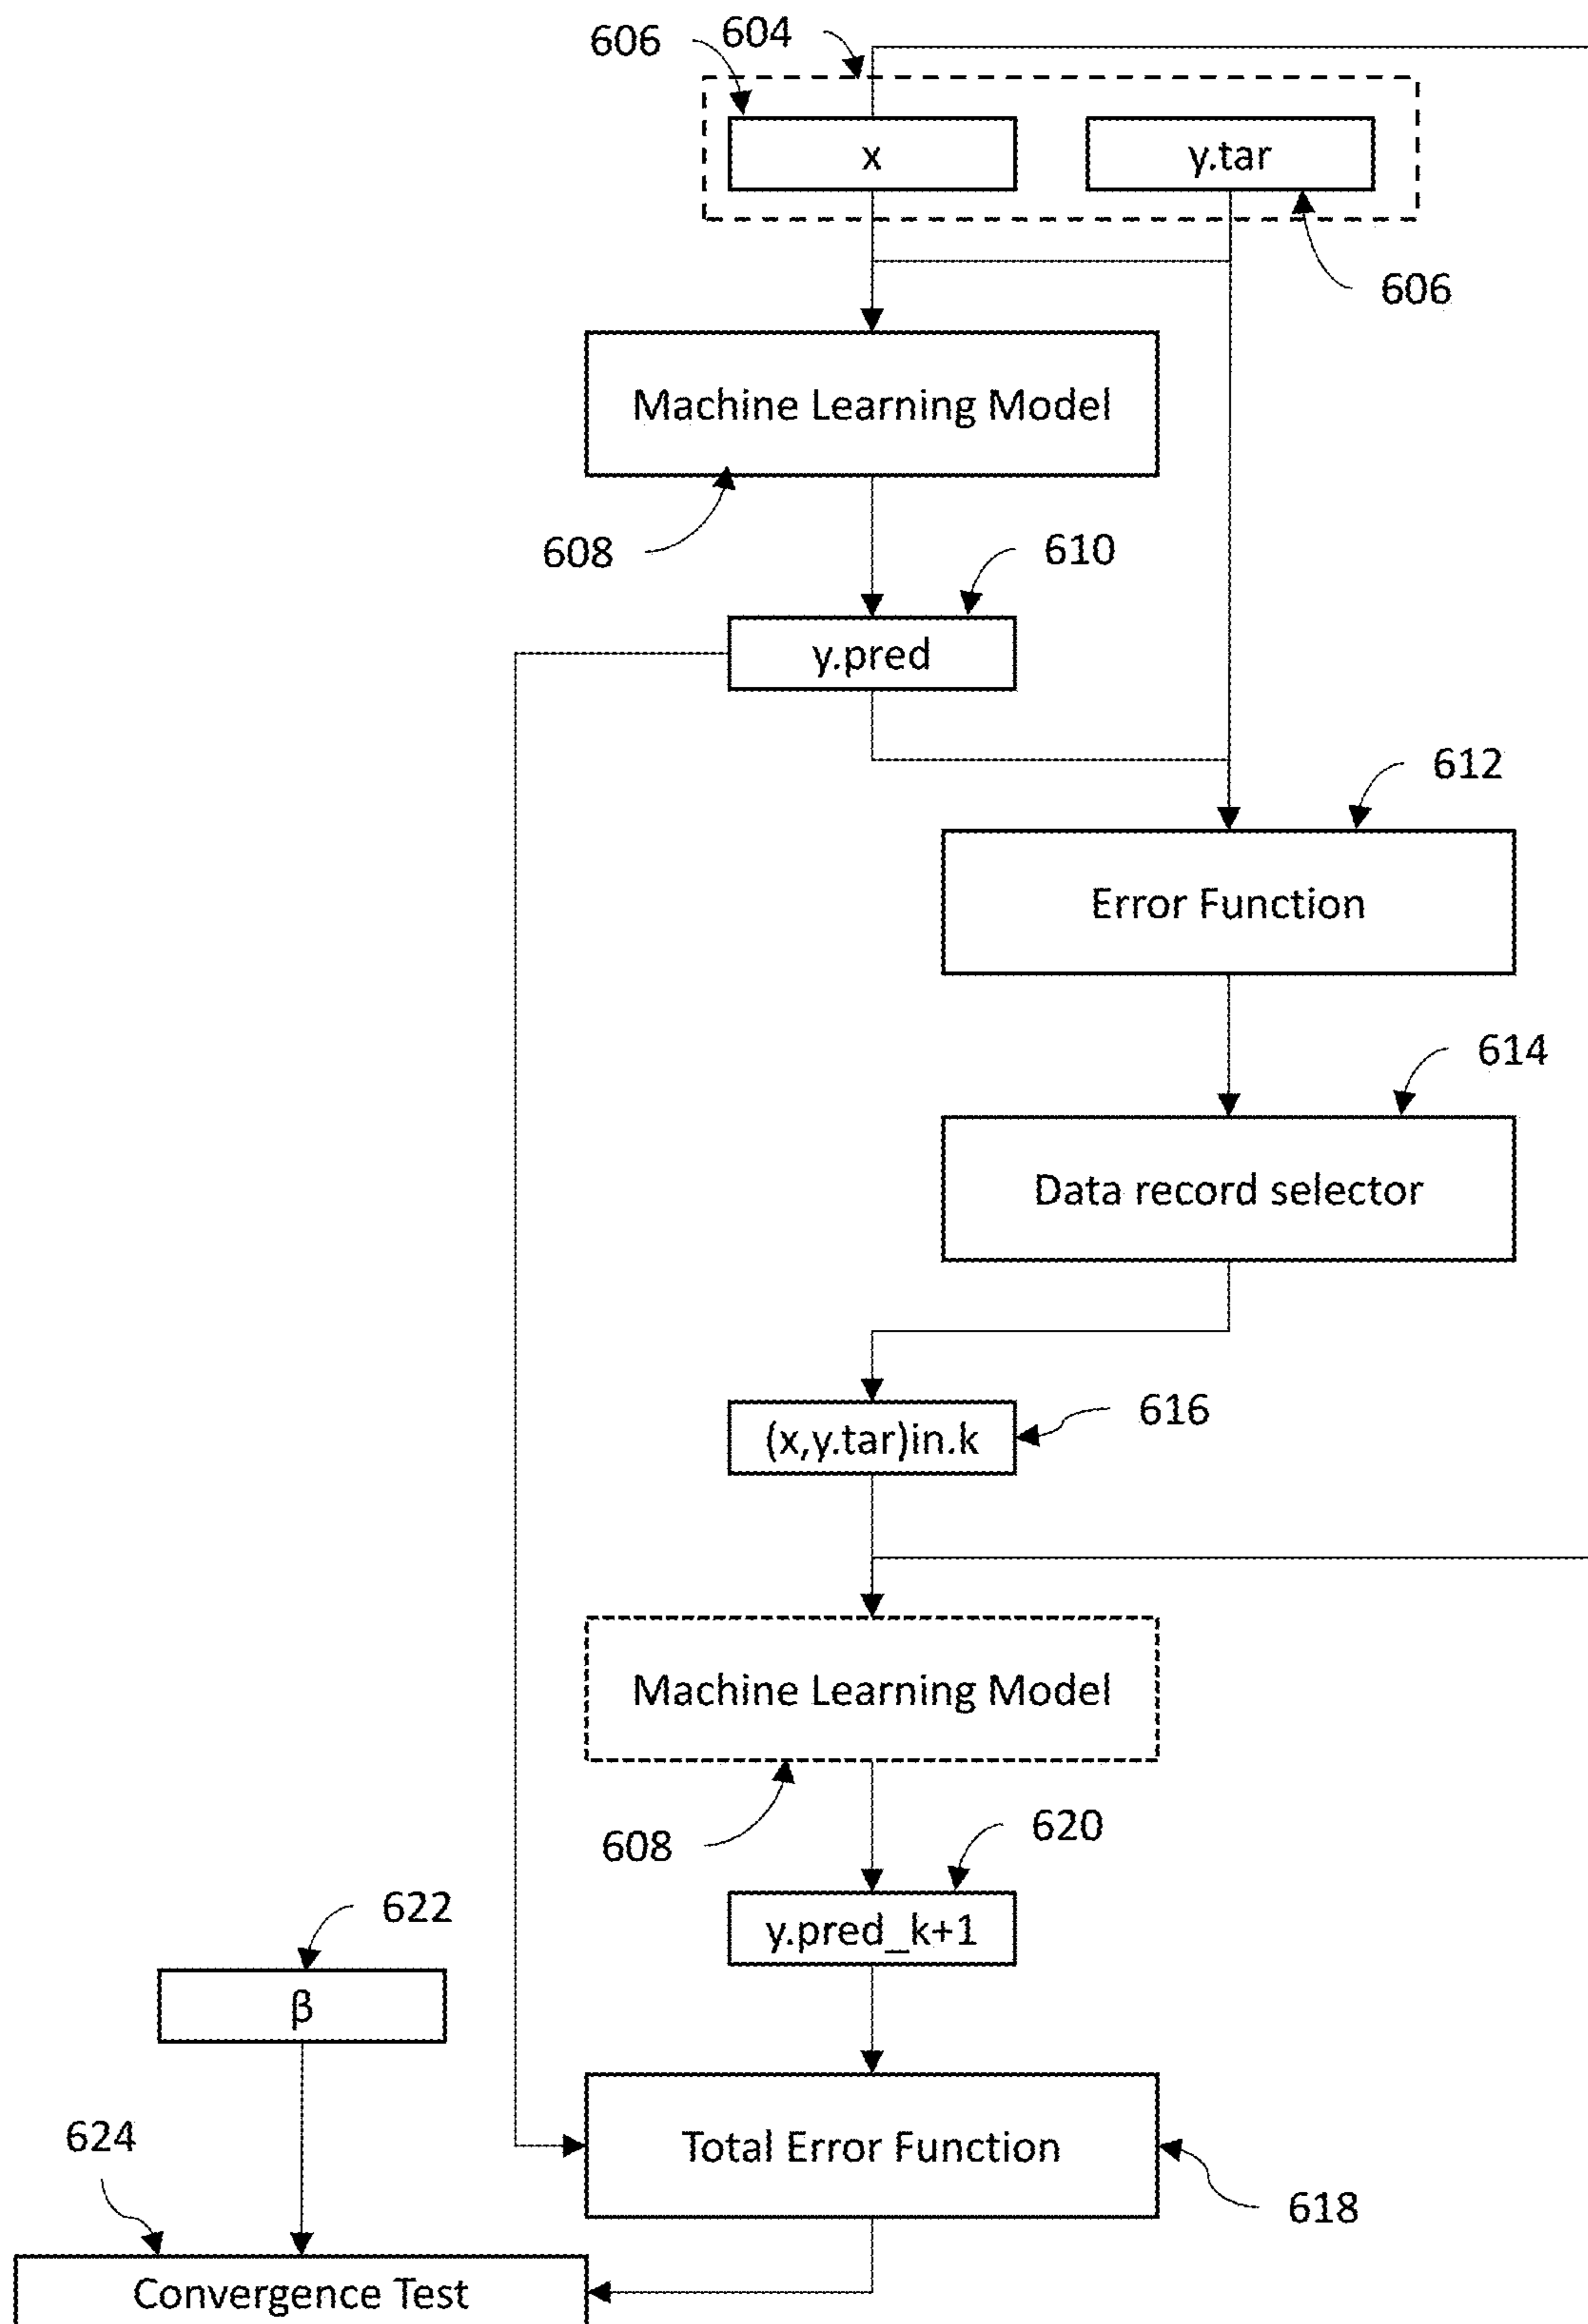 606
604
x
y.tar
606
Machine Learning Model
608
610
y.pred
612
Error Function
614
Data record selector
(x,y.tar)in.k
616
Machine Learning Model
608
620
y.pred_k+1
622
β
624
Total Error Function
618
Convergence Test